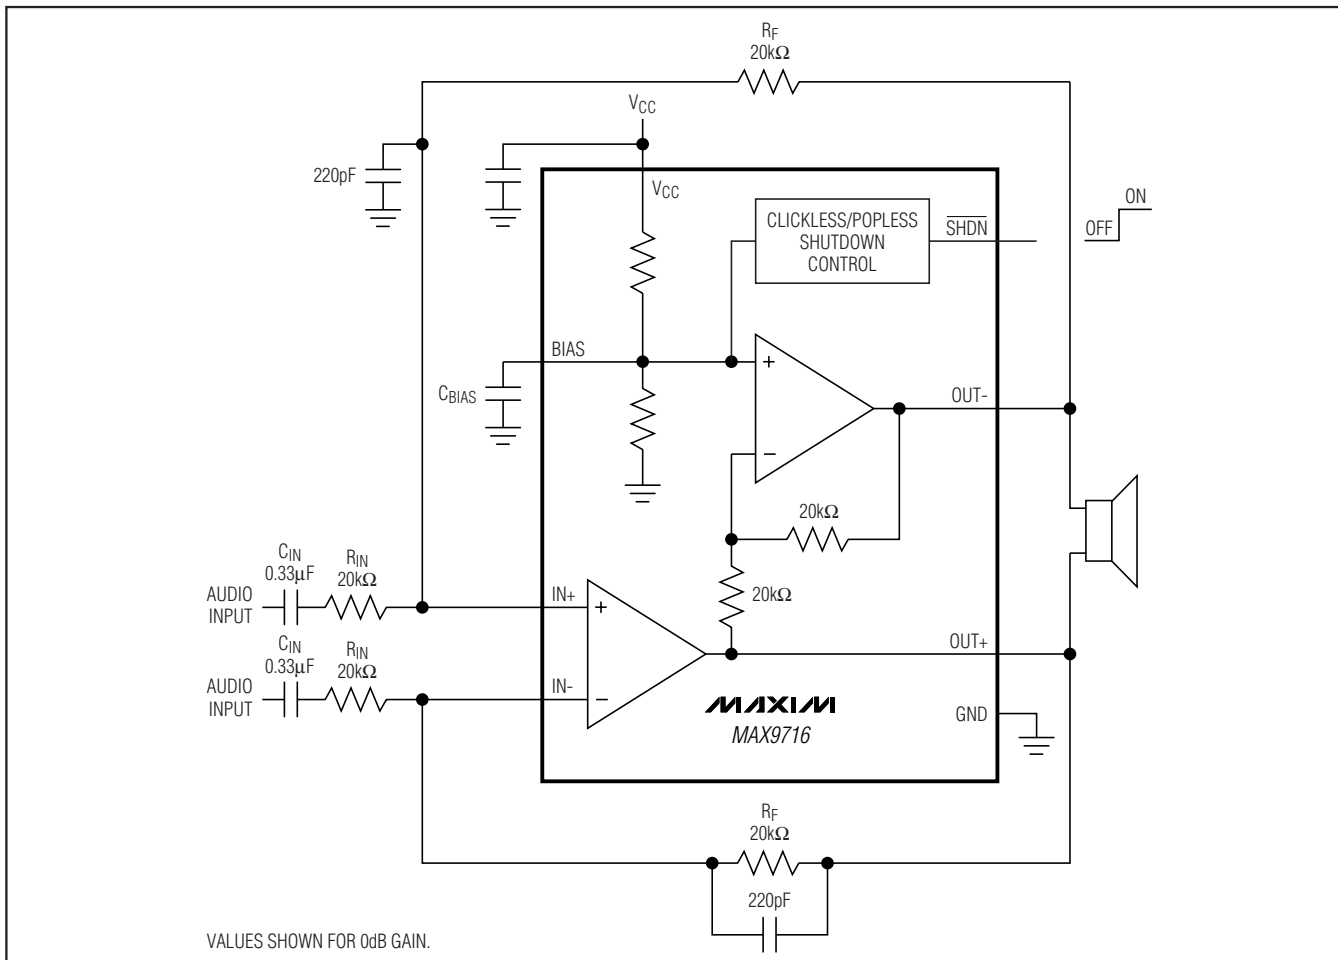 RF
20kΩ
VCC
220pF
VCC
CLICKLESS/POPLESS
SHUTDOWN
CONTROL
SHDN
OFF
ON
BIAS
CBIAS
+
−
OUT-
20kΩ
20kΩ
CIN
0.33μF
RIN
20kΩ
AUDIO
INPUT
IN+
+
CIN
0.33μF
RIN
20kΩ
AUDIO
INPUT
IN-
−
OUT+
MAXIM
MAX9716
GND
RF
20kΩ
220pF
VALUES SHOWN FOR 0dB GAIN.